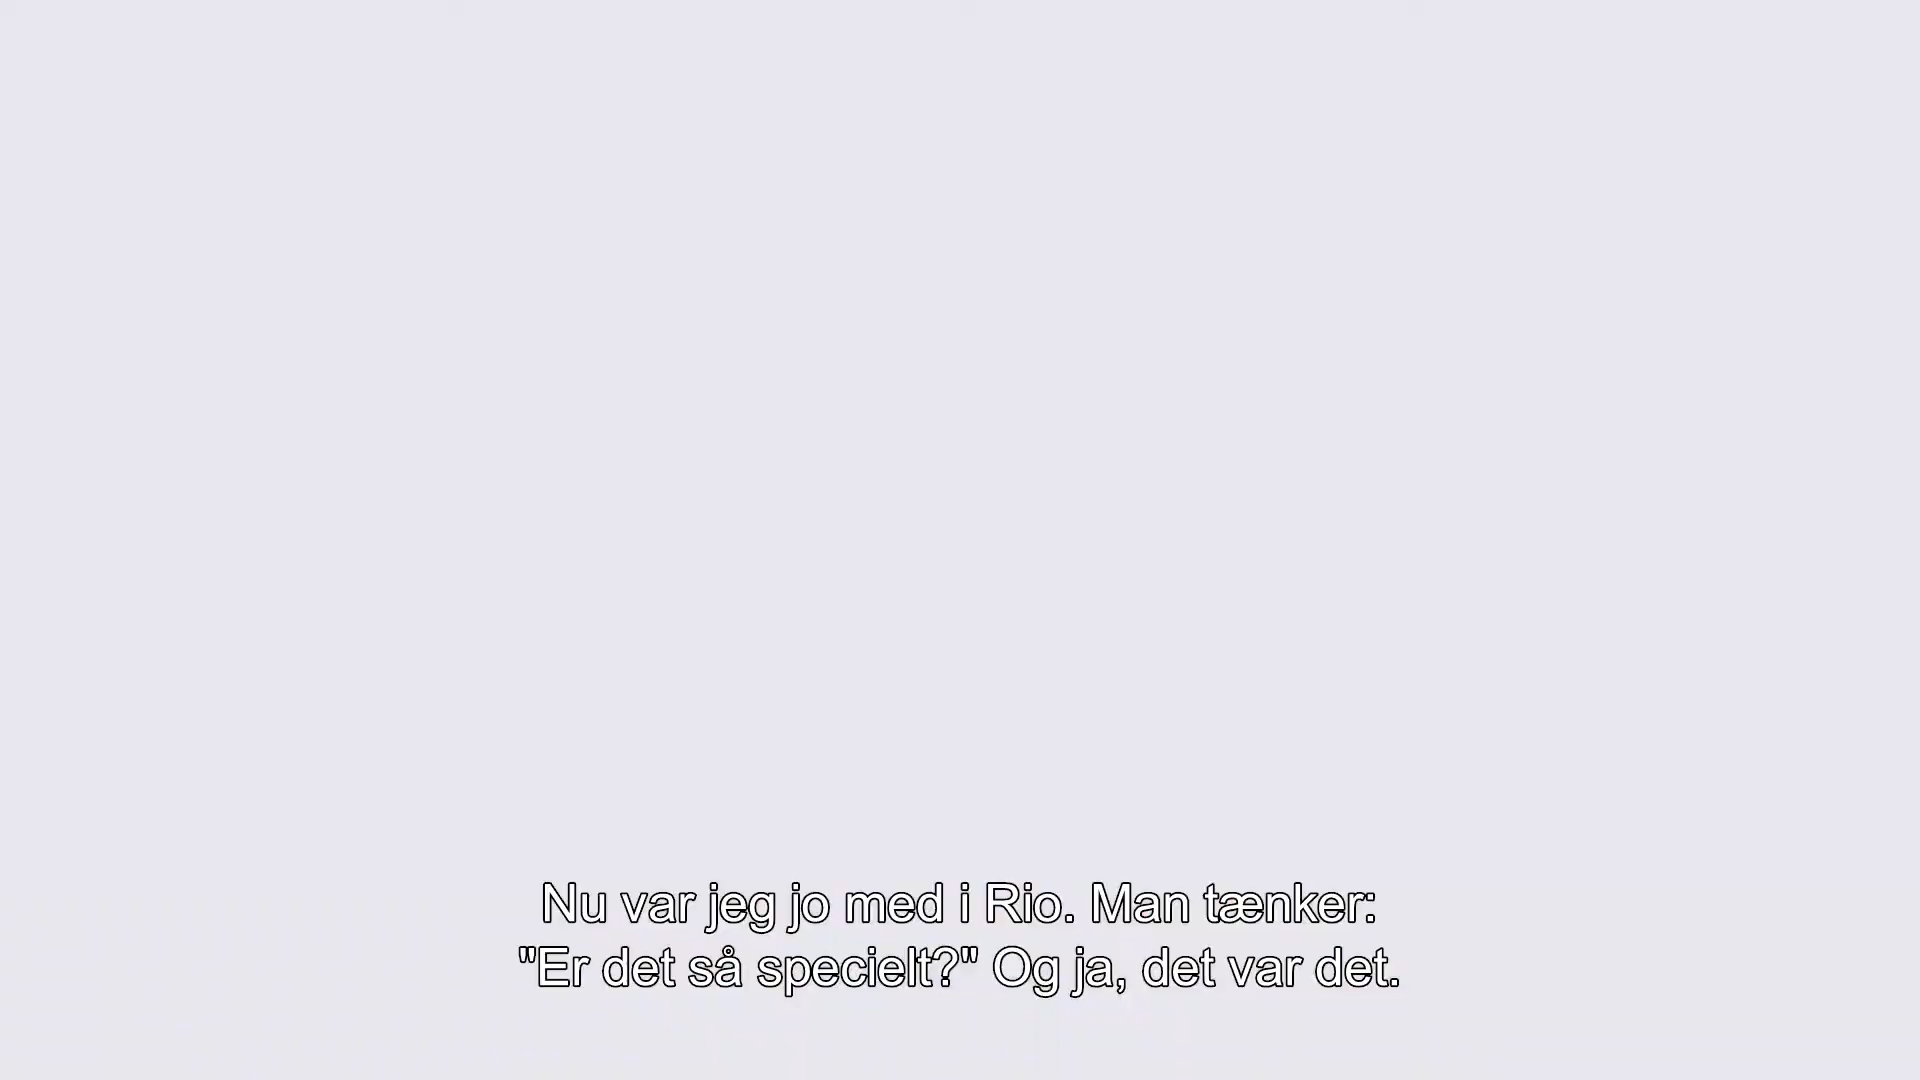 Nu var jeg jo med i Rio. Man tænker:
"Er det så specielt?" Og ja, det var det.